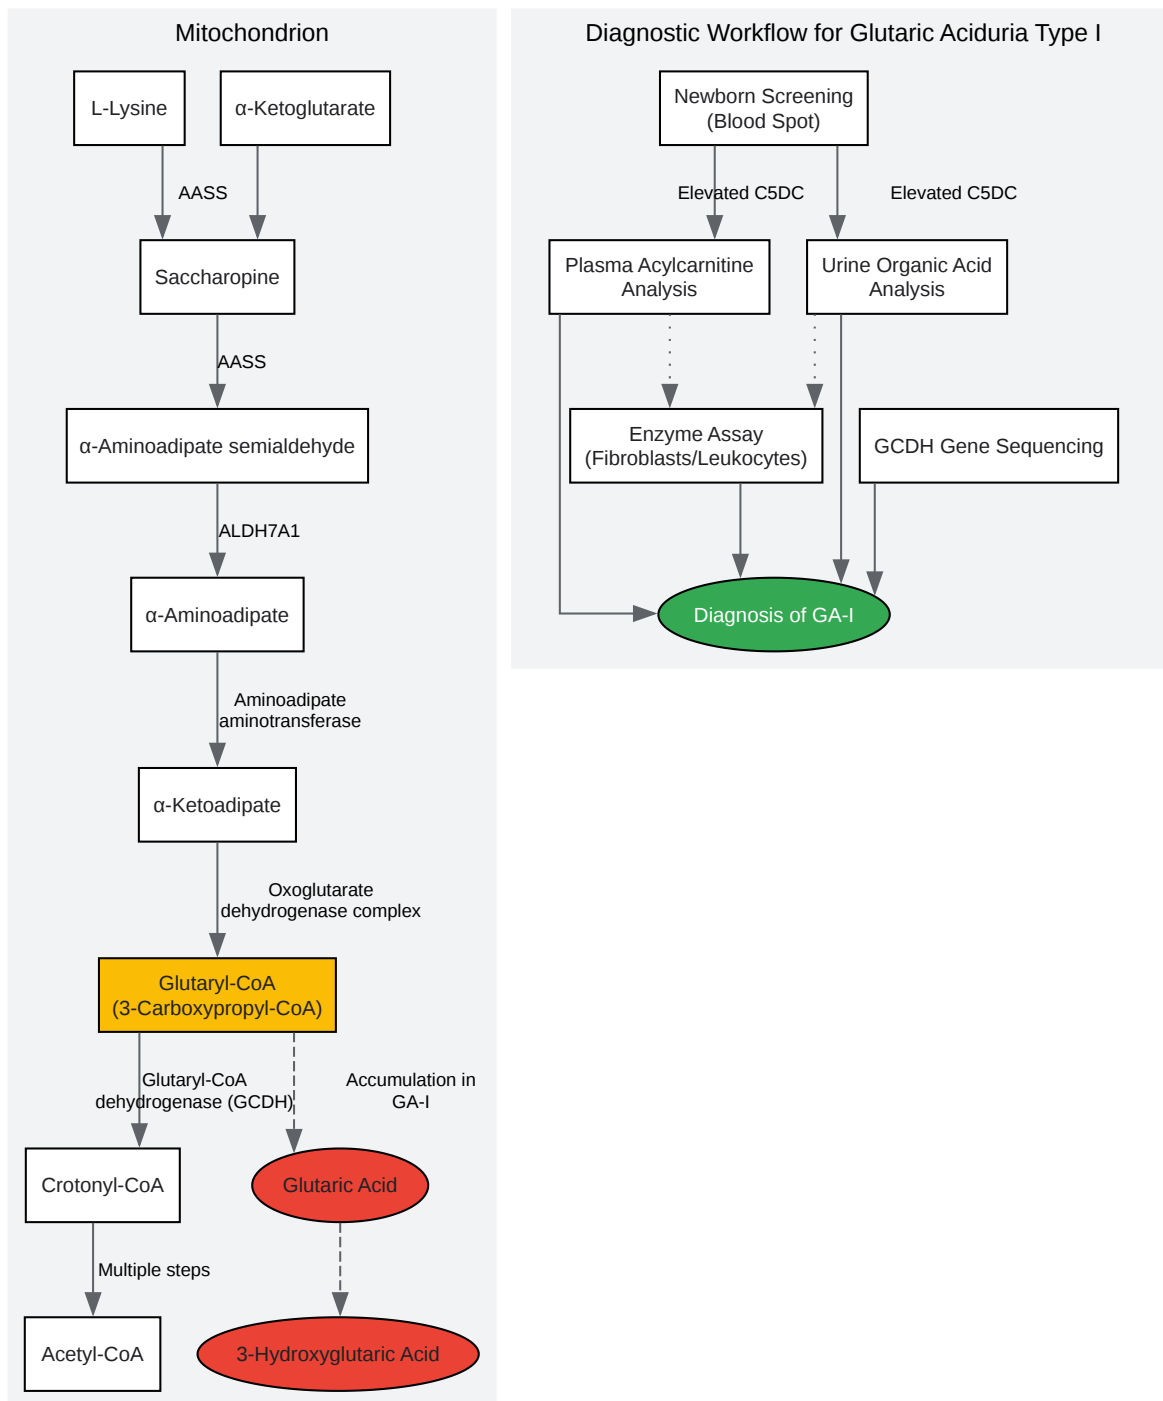 Mitochondrion
L-Lysine
α-Ketoglutarate
AASS
Saccharopine
AASS
α-Aminoadipate semialdehyde
ALDH7A1
α-Aminoadipate
Aminoadipate
aminotransferase
α-Ketoadipate
Oxoglutarate
dehydrogenase complex
Glutaryl-CoA
(3-Carboxypropyl-CoA)
Glutaryl-CoA
dehydrogenase (GCDH)
Accumulation in
GA-I
Crotonyl-CoA
Glutaric Acid
Multiple steps
Acetyl-CoA
3-Hydroxyglutaric Acid
Diagnostic Workflow for Glutaric Aciduria Type I
Newborn Screening
(Blood Spot)
Elevated C5DC
Elevated C5DC
Plasma Acylcarnitine
Analysis
Urine Organic Acid
Analysis
Enzyme Assay
(Fibroblasts/Leukocytes)
GCDH Gene Sequencing
Diagnosis of GA-I